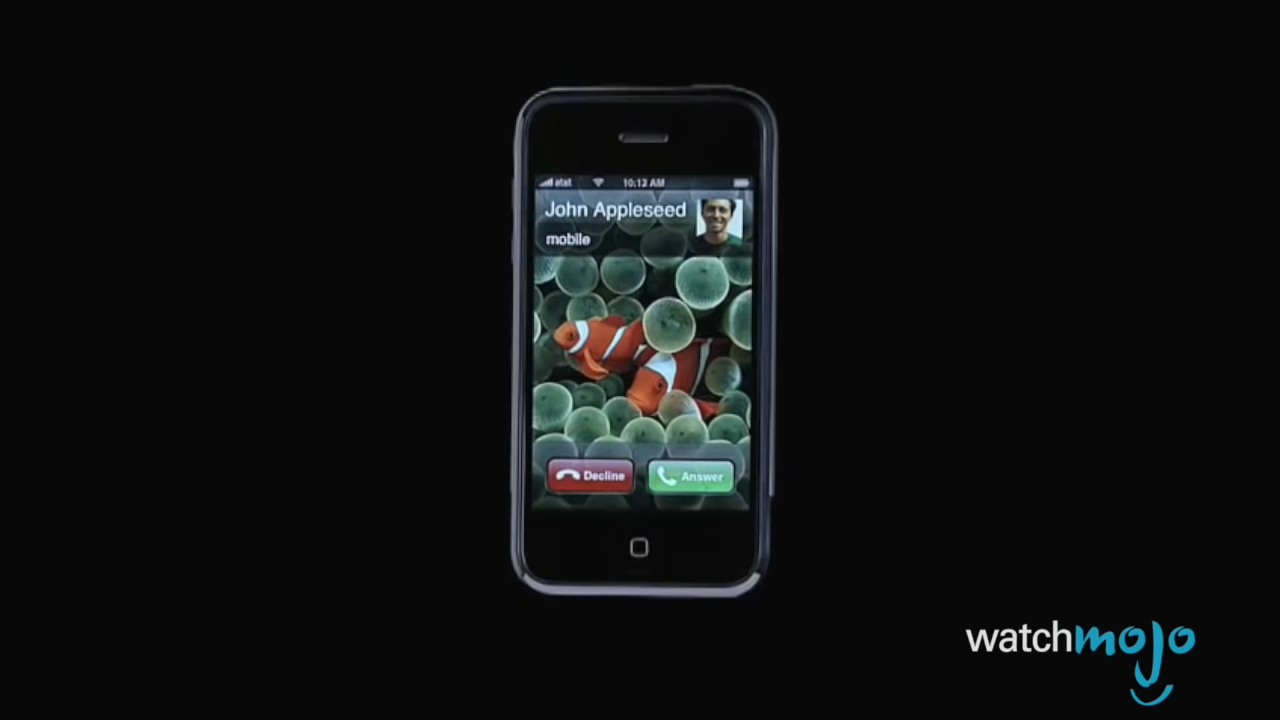 at&t 10:12 AM
John Appleseed
mobile
Decline Answer
watchmojo